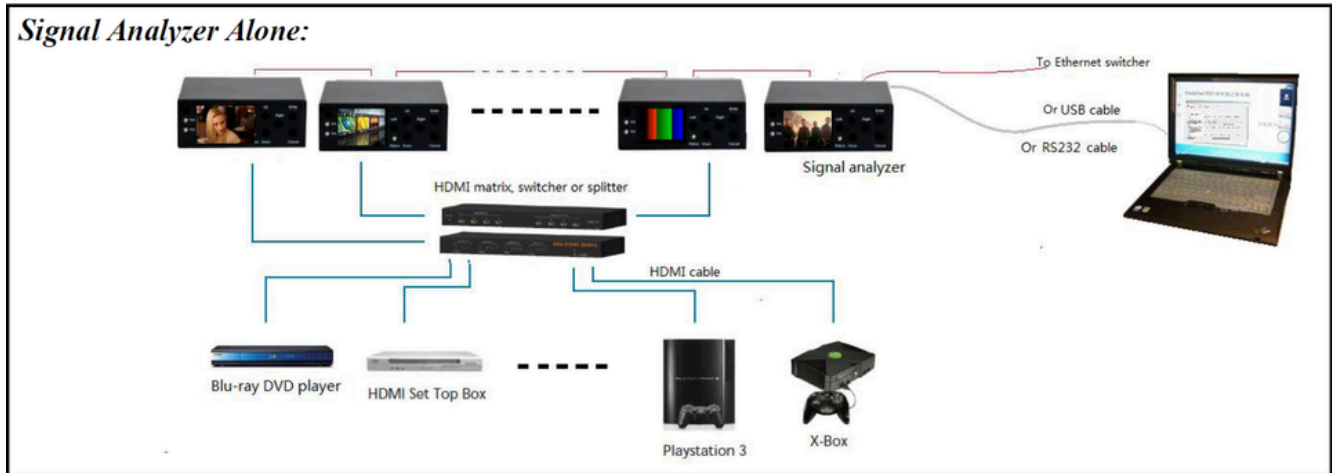 Signal Analyzer Alone:
To Ethernet switcher
Or USB cable
Or RS232 cable
Signal analyzer
HDMI matrix, switcher or splitter
HDMI cable
Blu-ray DVD player
HDMI Set Top Box
Playstation 3
X-Box